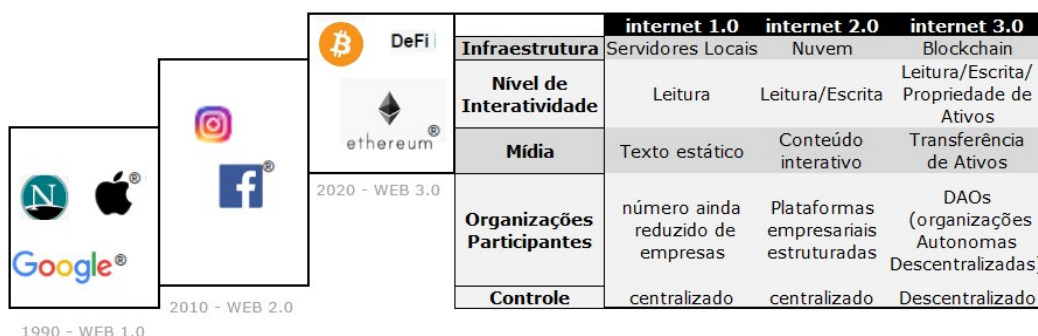 DeFi
ethereum®
2020 - WEB 3.0
®
®
2010 - WEB 2.0
N
®
Google®
1990 - WEB 1.0
internet 1.0 internet 2.0 internet 3.0
Infraestrutura Servidores Locais Nuvem Blockchain
Nível de Interatividade
Leitura
Leitura/Escrita
Leitura/Escrita/
Propriedade de
Ativos
Mídia
Texto estático
Conteúdo
interativo
Transferência
de Ativos
Organizações
Participantes
número ainda
reduzido de
empresas
Plataformas
empresariais
estruturadas
DAOs
(organizações
Autonomas
Descentralizadas)
Controle centralizado centralizado Descentralizado